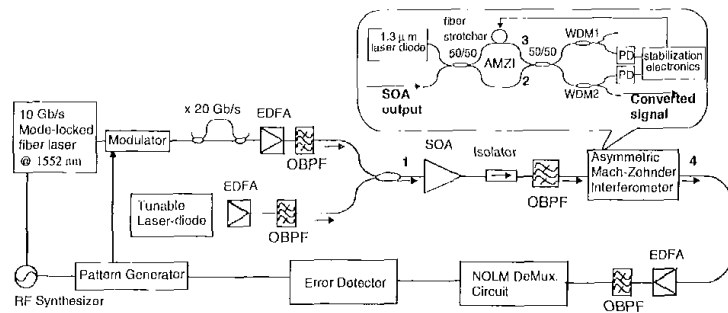 1.3 μm
laser diode
fiber
stretcher
50/50
3
AMZI
2
50/50
WDM1
WDM2
PD
PD
stabilization
electronics
SOA
output
Converted
signal
10 Gb/s
Mode-locked
fiber laser
@ 1552 nm
Modulator
x 20 Gb/s
EDFA
OBPF
1
SOA
Isolator
OBPF
Asymmetric
Mach-Zehnder
Interferometer
4
Tunable
Laser-diode
EDFA
OBPF
RF Synthesizer
Pattern Generator
Error Detector
NOLM DeMux.
Circuit
OBPF
EDFA